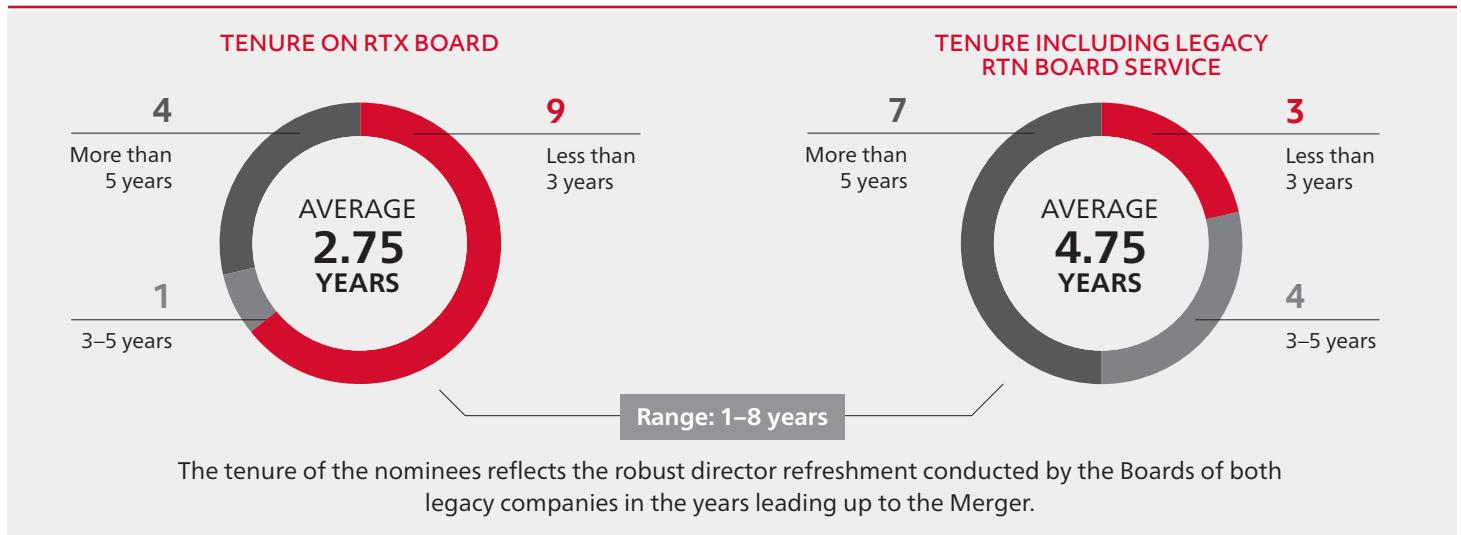 TENURE ON RTX BOARD
4
More than
5 years
9
Less than
3 years
AVERAGE
2.75
YEARS
1
3–5 years
TENURE INCLUDING LEGACY
RTN BOARD SERVICE
7
More than
5 years
3
Less than
3 years
AVERAGE
4.75
YEARS
4
3–5 years
Range: 1–8 years
The tenure of the nominees reflects the robust director refreshment conducted by the Boards of both
legacy companies in the years leading up to the Merger.